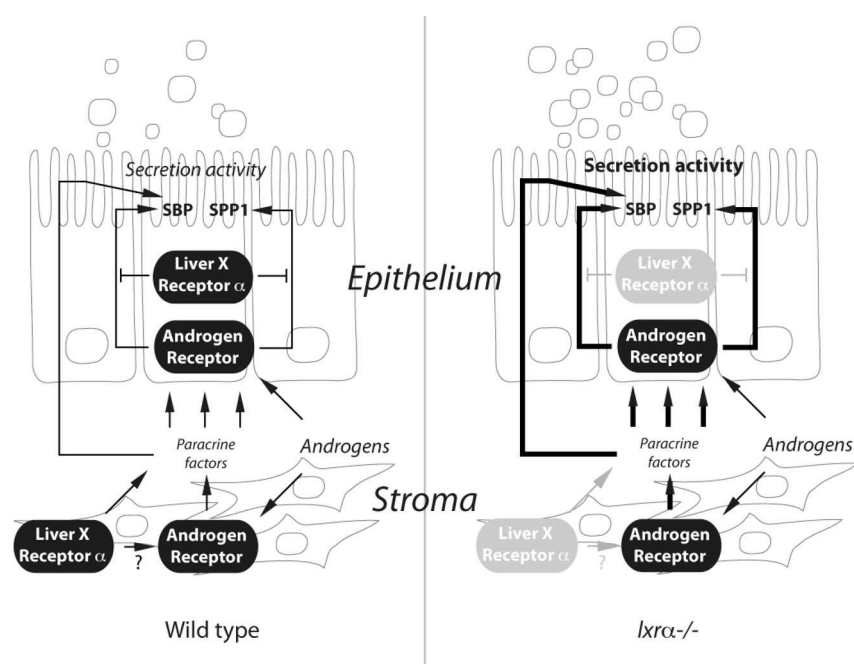 Secretion activity
SBP SPP1
Liver X
Receptor α
Androgen
Receptor
Paracrine
factors
Androgens
Liver X
Receptor α
?
Androgen
Receptor
Wild type
Epithelium
Stroma
Secretion activity
SBP SPP1
Liver X
Receptor α
Androgen
Receptor
Paracrine
factors
Androgens
Liver X
Receptor α
?
Androgen
Receptor
lxrα-/-